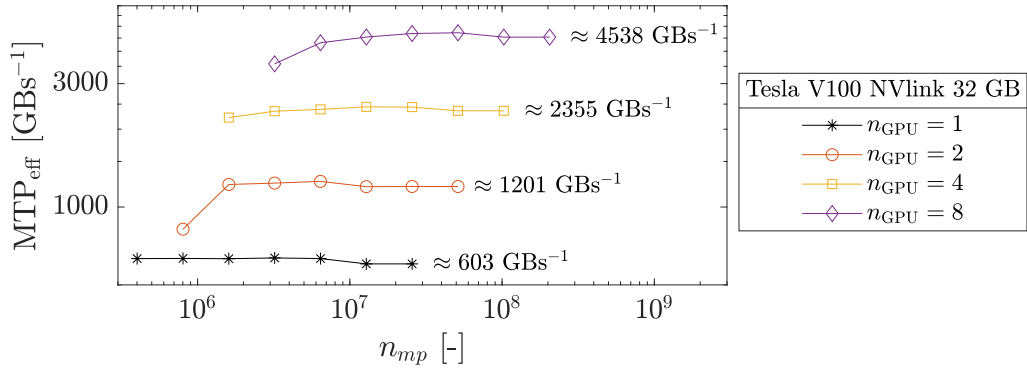 ≈ 4538 GBs⁻¹
3000
≈ 2355 GBs⁻¹
≈ 1201 GBs⁻¹
1000
≈ 603 GBs⁻¹
MTP_eff [GBs⁻¹]
10⁶ 10⁷ 10⁸ 10⁹
n_mp [-]
Tesla V100 NVlink 32 GB
n_GPU = 1
n_GPU = 2
n_GPU = 4
n_GPU = 8